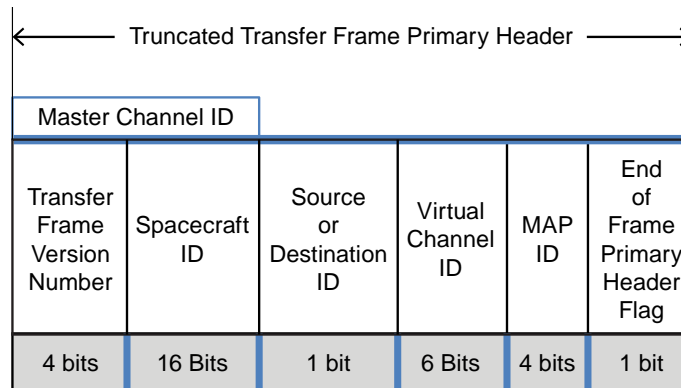 Truncated Transfer Frame Primary Header
Master Channel ID
Transfer
Frame
Version
Number
Spacecraft
ID
Source
or
Destination
ID
Virtual
Channel
ID
MAP
ID
End
of
Frame
Primary
Header
Flag
4 bits
16 Bits
1 bit
6 Bits
4 bits
1 bit